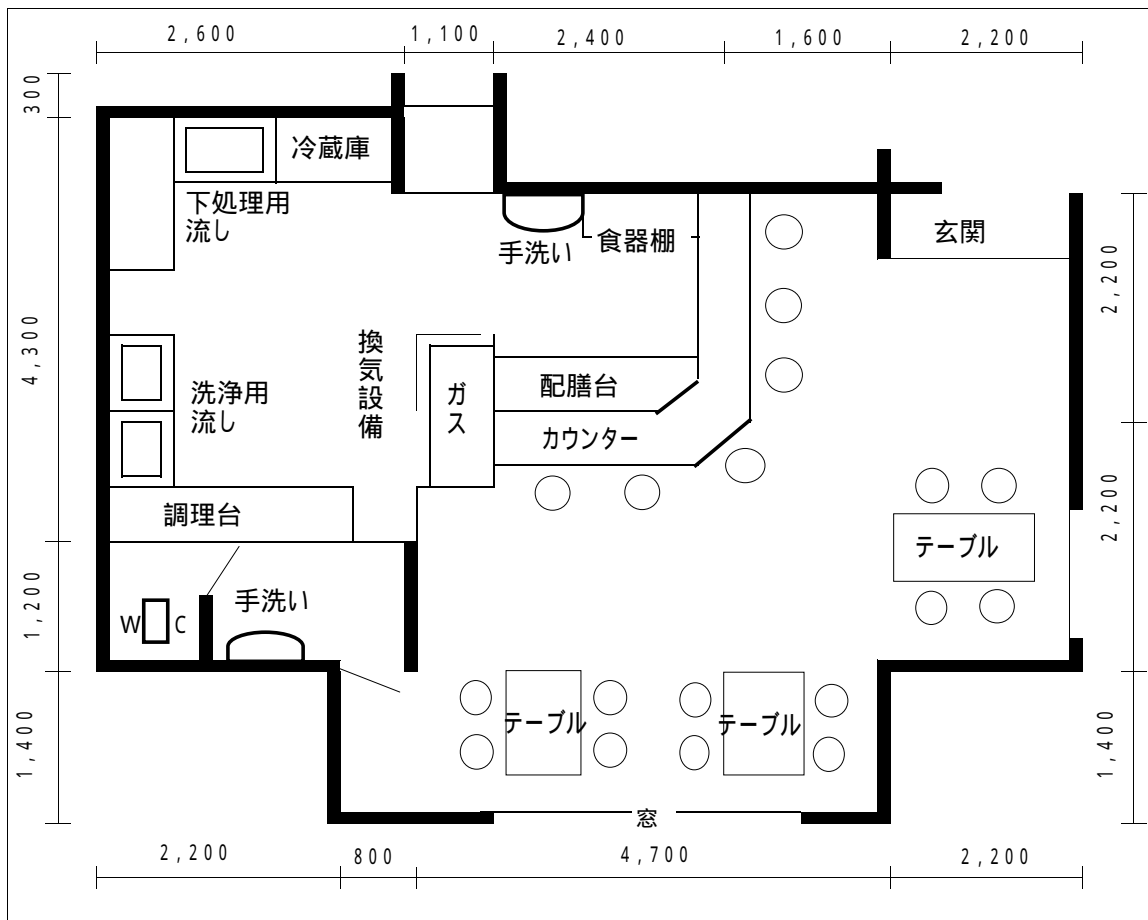 2,600
1,100
2,400
1,600
2,200
300
冷蔵庫
下処理用
流し
手洗い
食器棚
玄関
2,200
4,300
換気設備
ガス
配膳台
洗浄用
流し
カウンター
調理台
2,200
テーブル
1,200
手洗い
W C
テーブル
テーブル
1,400
1,400
窓
2,200
800
4,700
2,200